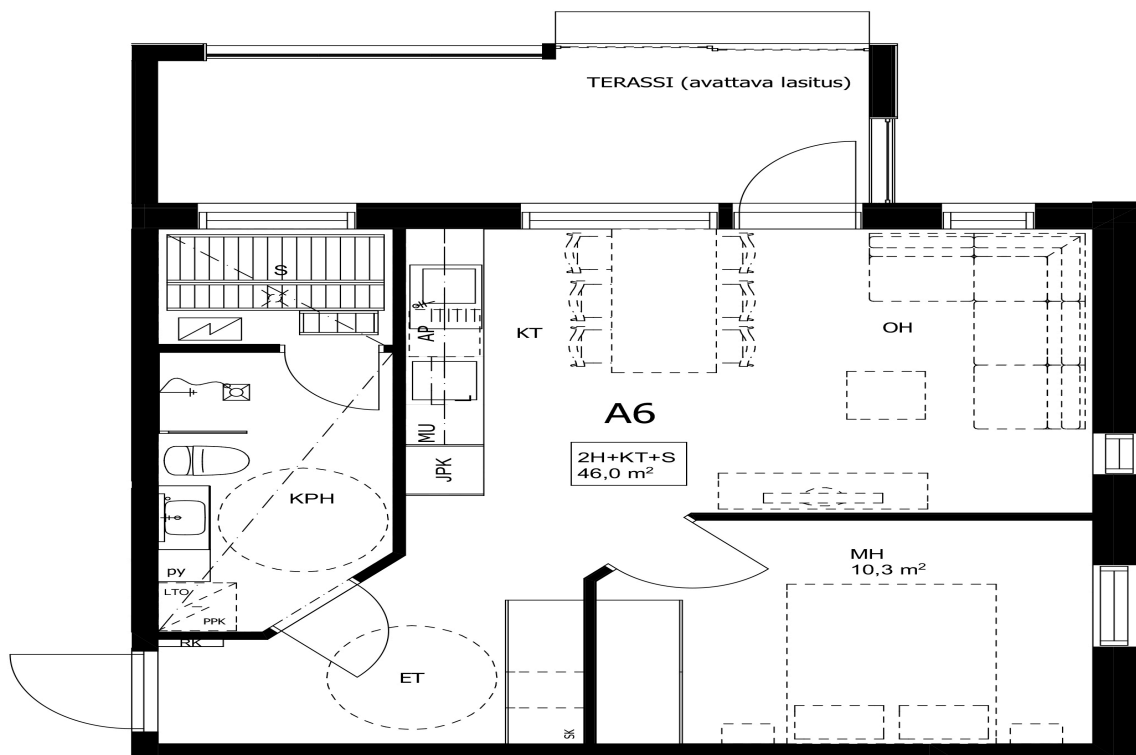 TERASSI (avattava lasitus)
S
KT
OH
AP
A6
L
MU
2H+KT+S
46,0 m²
JPK
KPH
MH
10,3 m²
PY
LTO
PPK
RK
ET
SK